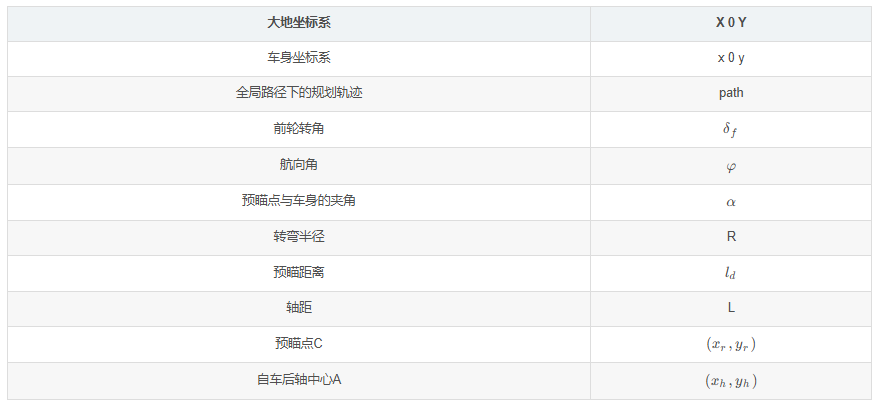 大地坐标系 X 0 Y
车身坐标系 x 0 y
全局路径下的规划轨迹 path
前轮转角 δ_f
航向角 φ
预瞄点与车身的夹角 α
转弯半径 R
预瞄距离 l_d
轴距 L
预瞄点C (x_r, y_r)
自车后轴中心A (x_h, y_h)